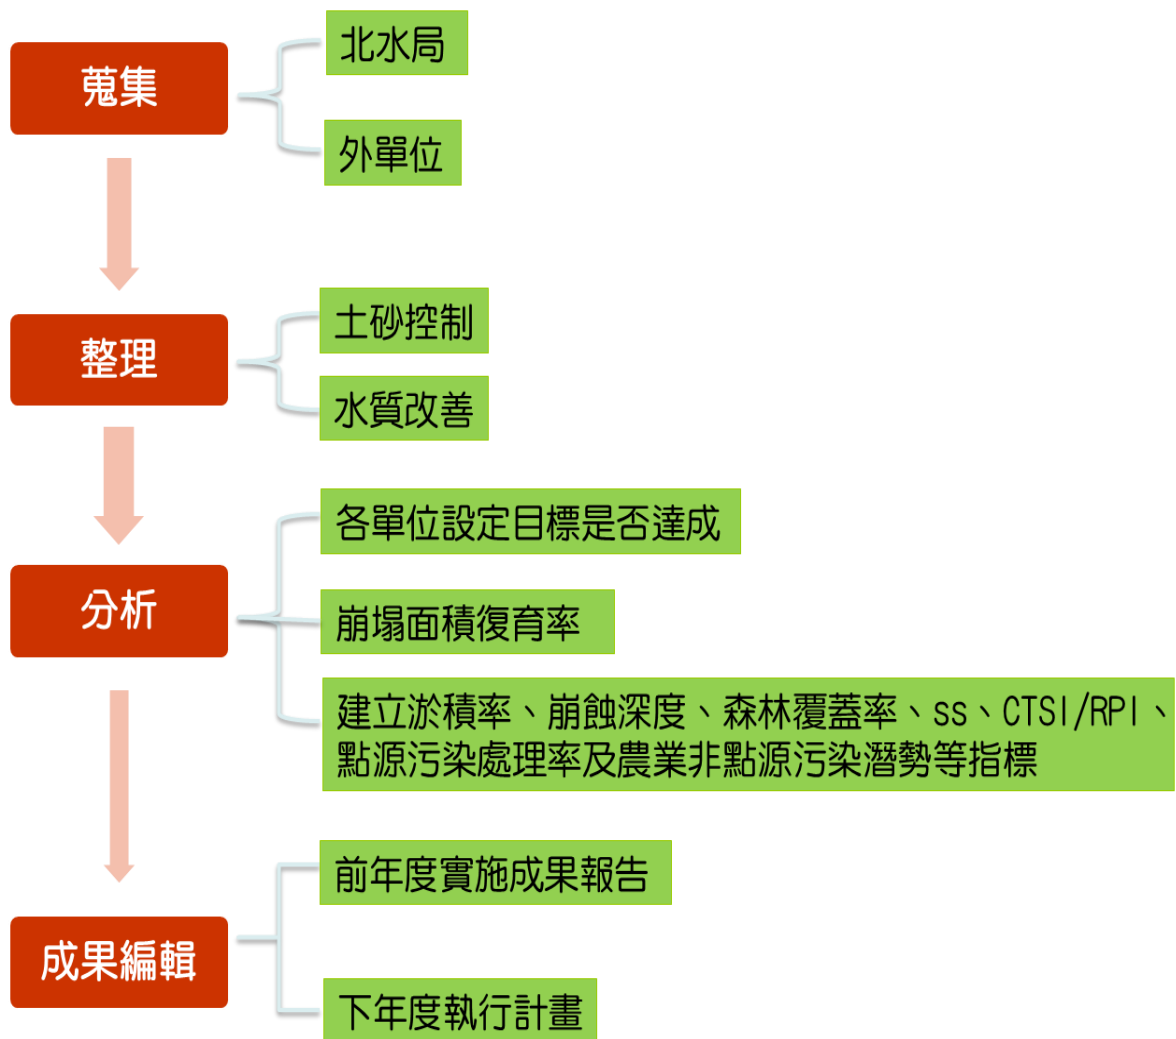 蒐集
北水局
外單位
整理
土砂控制
水質改善
分析
各單位設定目標是否達成
崩塌面積復育率
建立淤積率、崩蝕深度、森林覆蓋率、ss、CTSI/RPI、
點源污染處理率及農業非點源污染潛勢等指標
成果編輯
前年度實施成果報告
下年度執行計畫